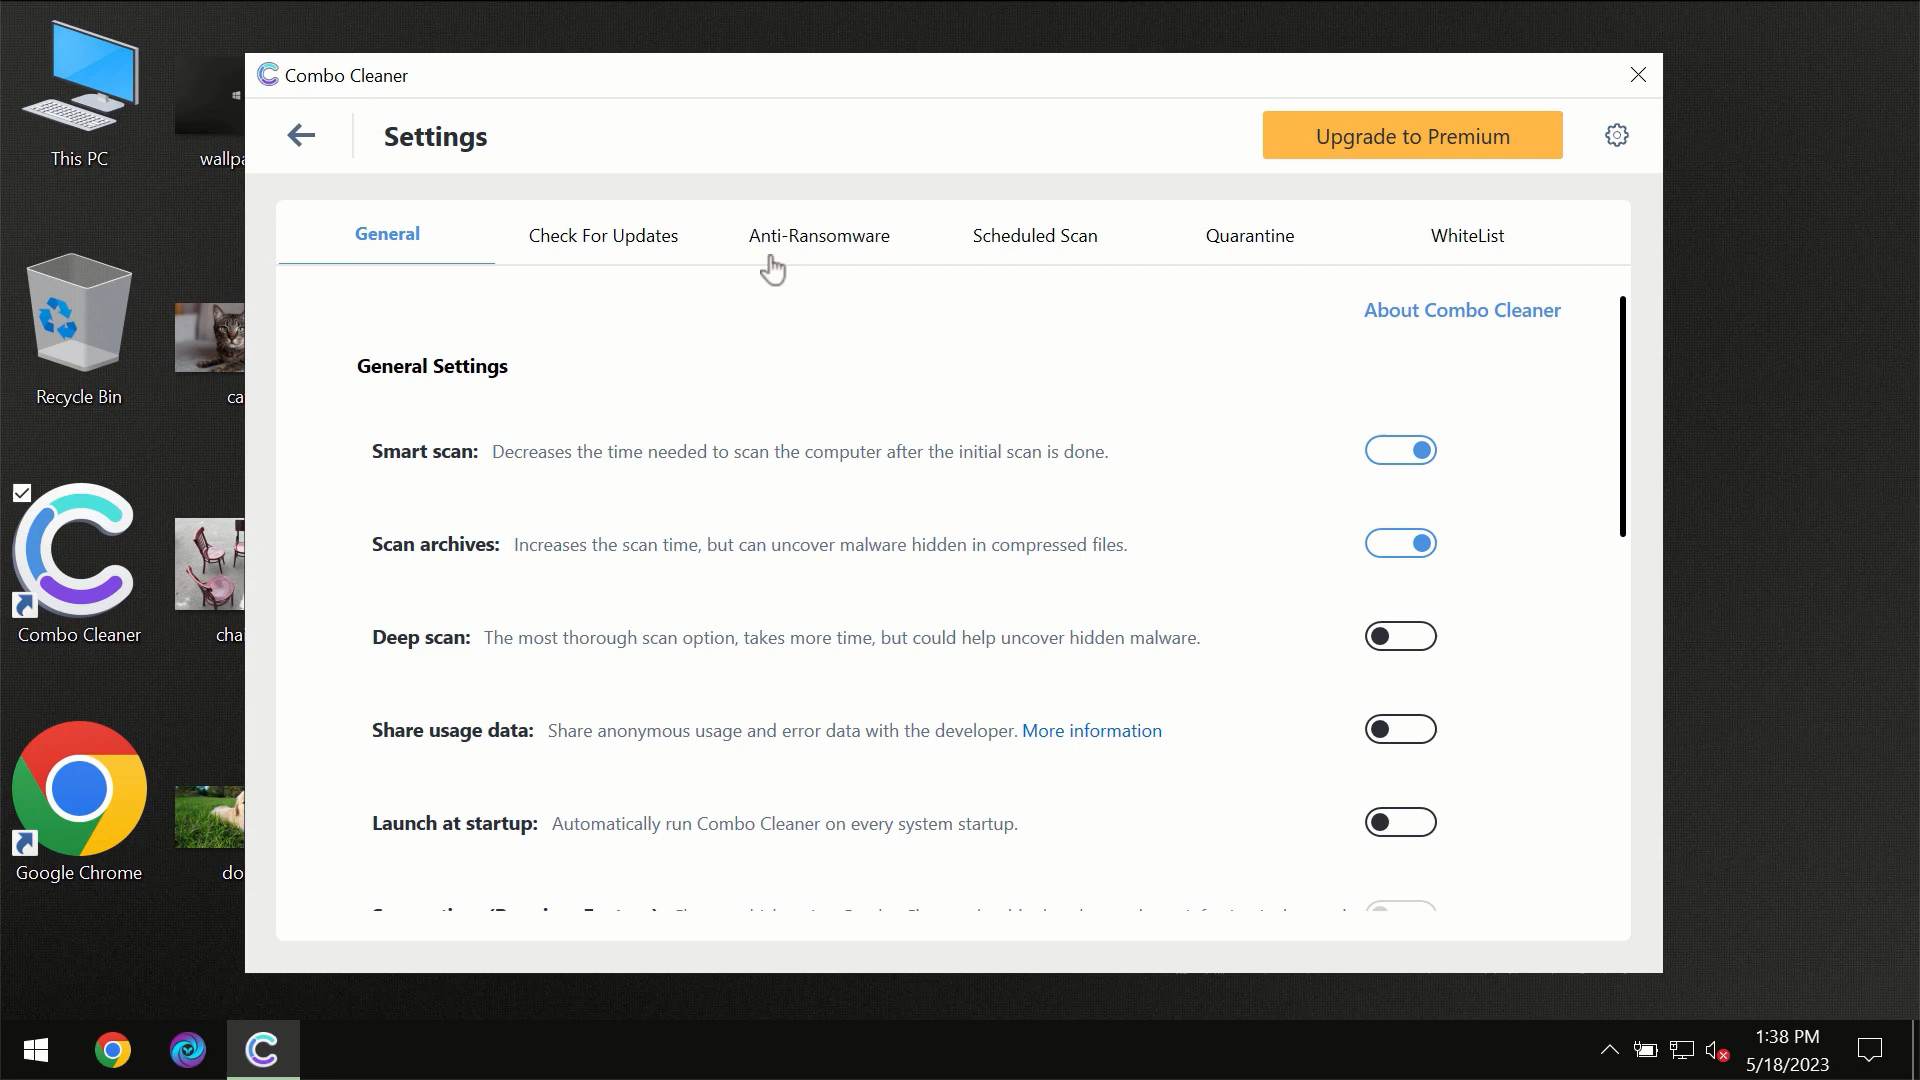 Combo Cleaner
Settings
Upgrade to Premium
General
Check For Updates
Anti-Ransomware
Scheduled Scan
Quarantine
WhiteList
About Combo Cleaner
General Settings
Smart scan: Decreases the time needed to scan the computer after the initial scan is done.
Scan archives: Increases the scan time, but can uncover malware hidden in compressed files.
Deep scan: The most thorough scan option, takes more time, but could help uncover hidden malware.
Share usage data: Share anonymous usage and error data with the developer. More information
Launch at startup: Automatically run Combo Cleaner on every system startup.
This PC
wallpa
Recycle Bin
ca
Combo Cleaner
chai
Google Chrome
do
1:38 PM
5/18/2023